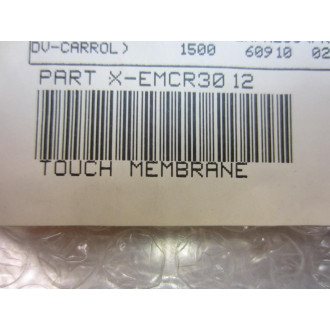 DV-CARROL) 1500 60910 02
PART X-EMCR30 12
TOUCH MEMBRANE